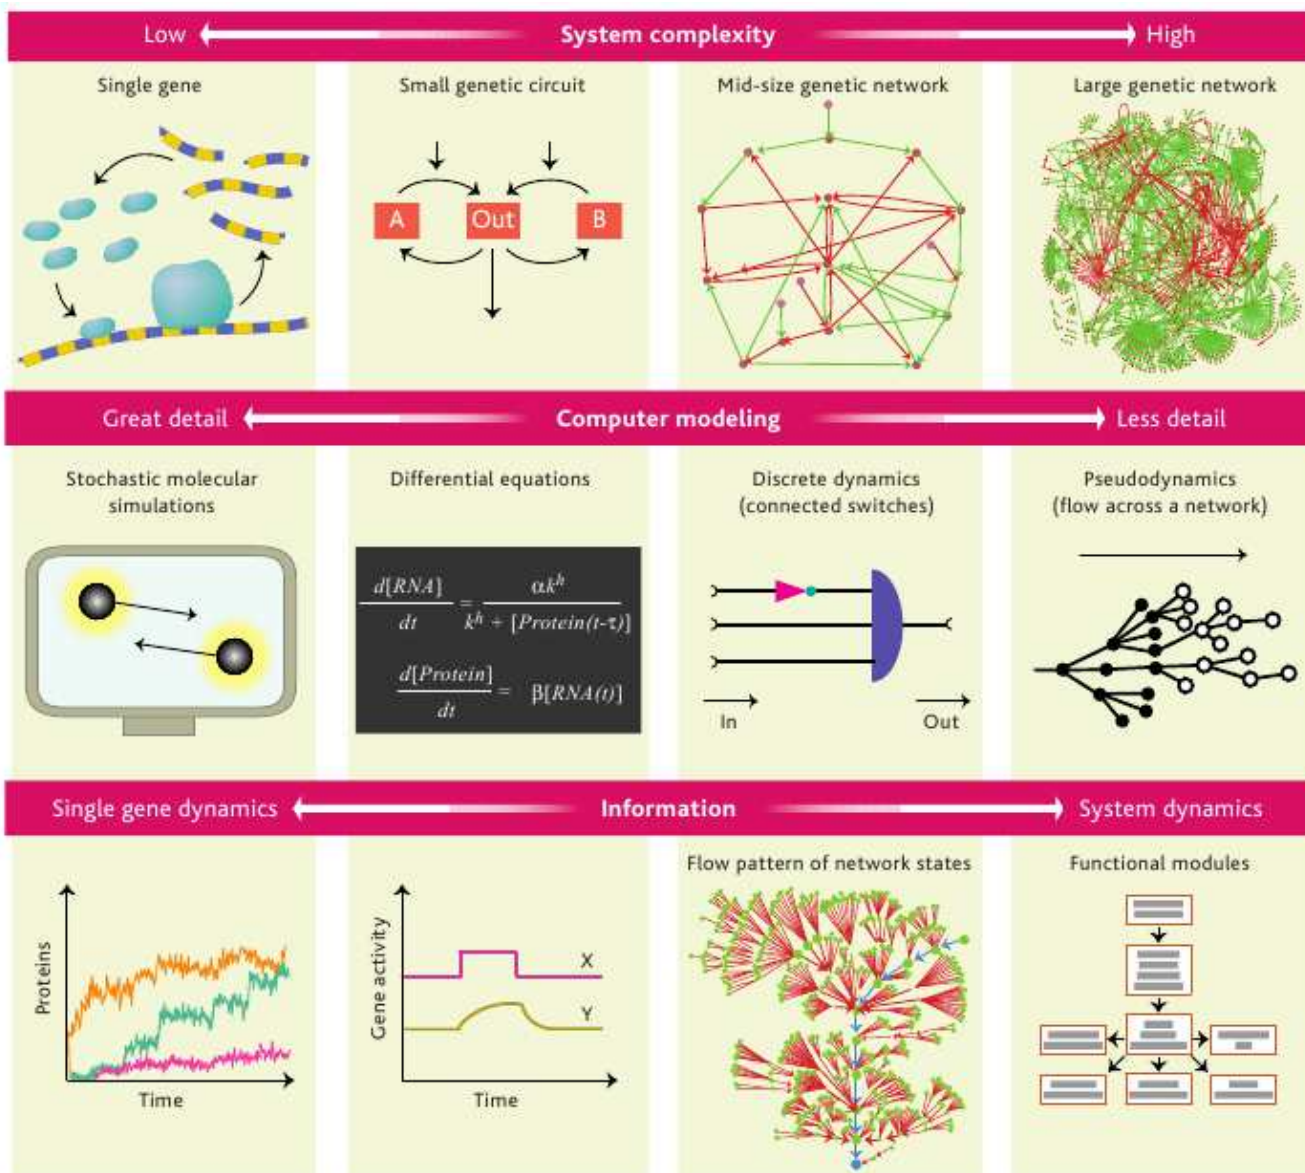 Low System complexity High
Single gene
Small genetic circuit
Mid-size genetic network
Large genetic network
A Out B
Great detail Computer modeling Less detail
Stochastic molecular
simulations
Differential equations
Discrete dynamics
(connected switches)
Pseudodynamics
(flow across a network)
d[RNA]/dt = αk^h/k^h + [Protein(t-τ)]
d[Protein]/dt = β[RNA(t)]
In
Out
Single gene dynamics Information System dynamics
Proteins
Time
Gene activity
X
Y
Time
Flow pattern of network states
Functional modules